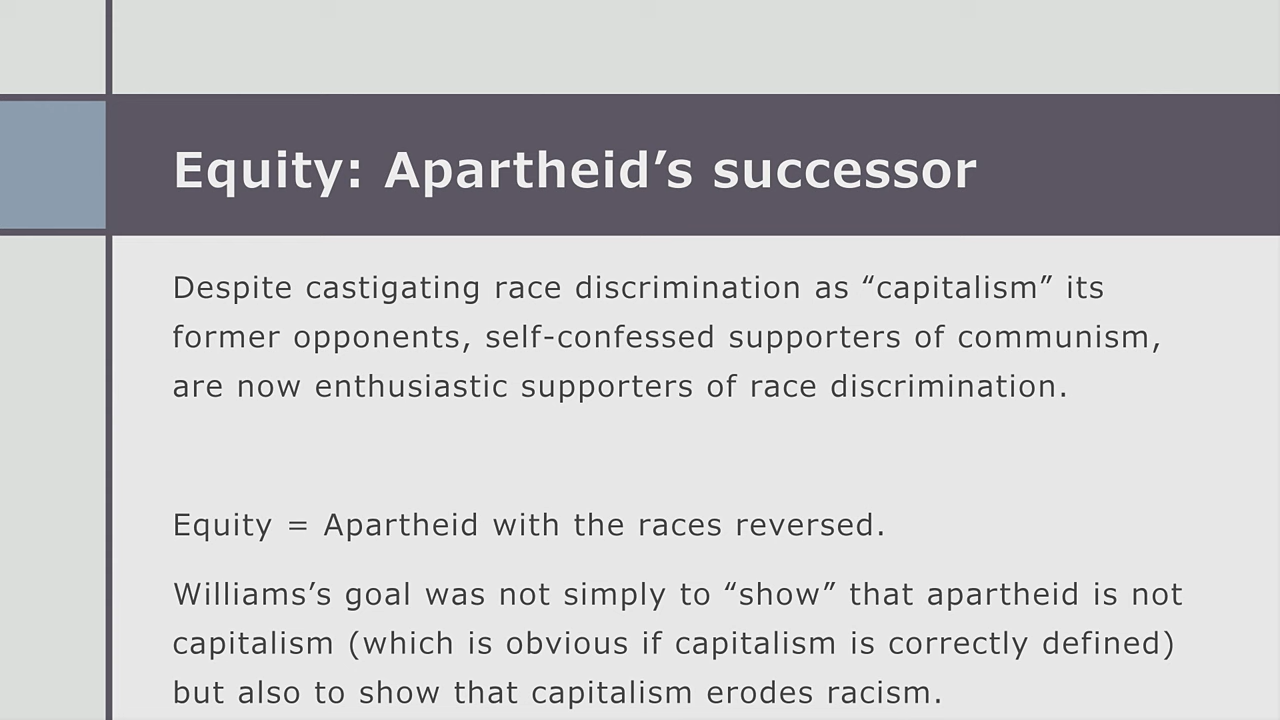 Equity: Apartheid’s successor
Despite castigating race discrimination as “capitalism” its
former opponents, self-confessed supporters of communism,
are now enthusiastic supporters of race discrimination.
Equity = Apartheid with the races reversed.
Williams’s goal was not simply to “show” that apartheid is not
capitalism (which is obvious if capitalism is correctly defined)
but also to show that capitalism erodes racism.